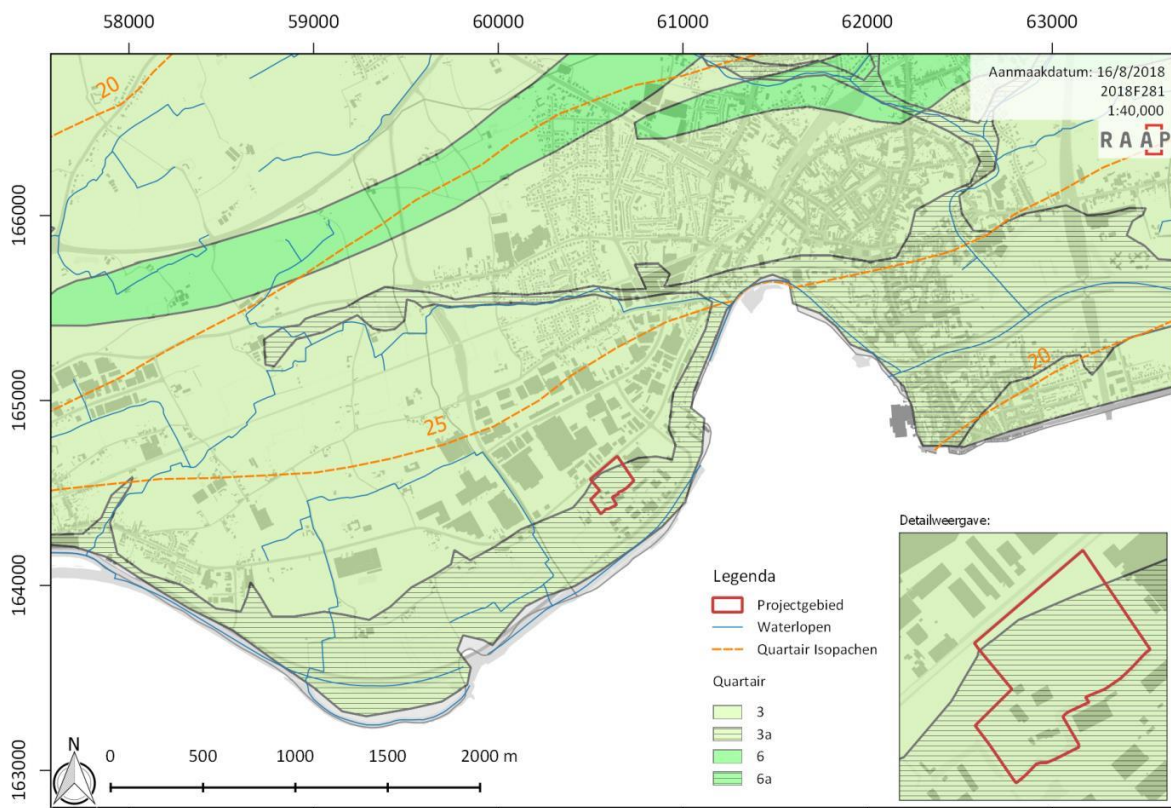 58000 59000 60000 61000 62000 63000
Aanmaakdatum: 16/8/2018
2018F281
1:40,000
RAAP
20
166000
165000
20
25
164000
Detailweergave:
Legenda
Projectgebied
Waterlopen
Quartair Isopachen
Quartair
3
3a
6
6a
N
0 500 1000 1500 2000 m
163000